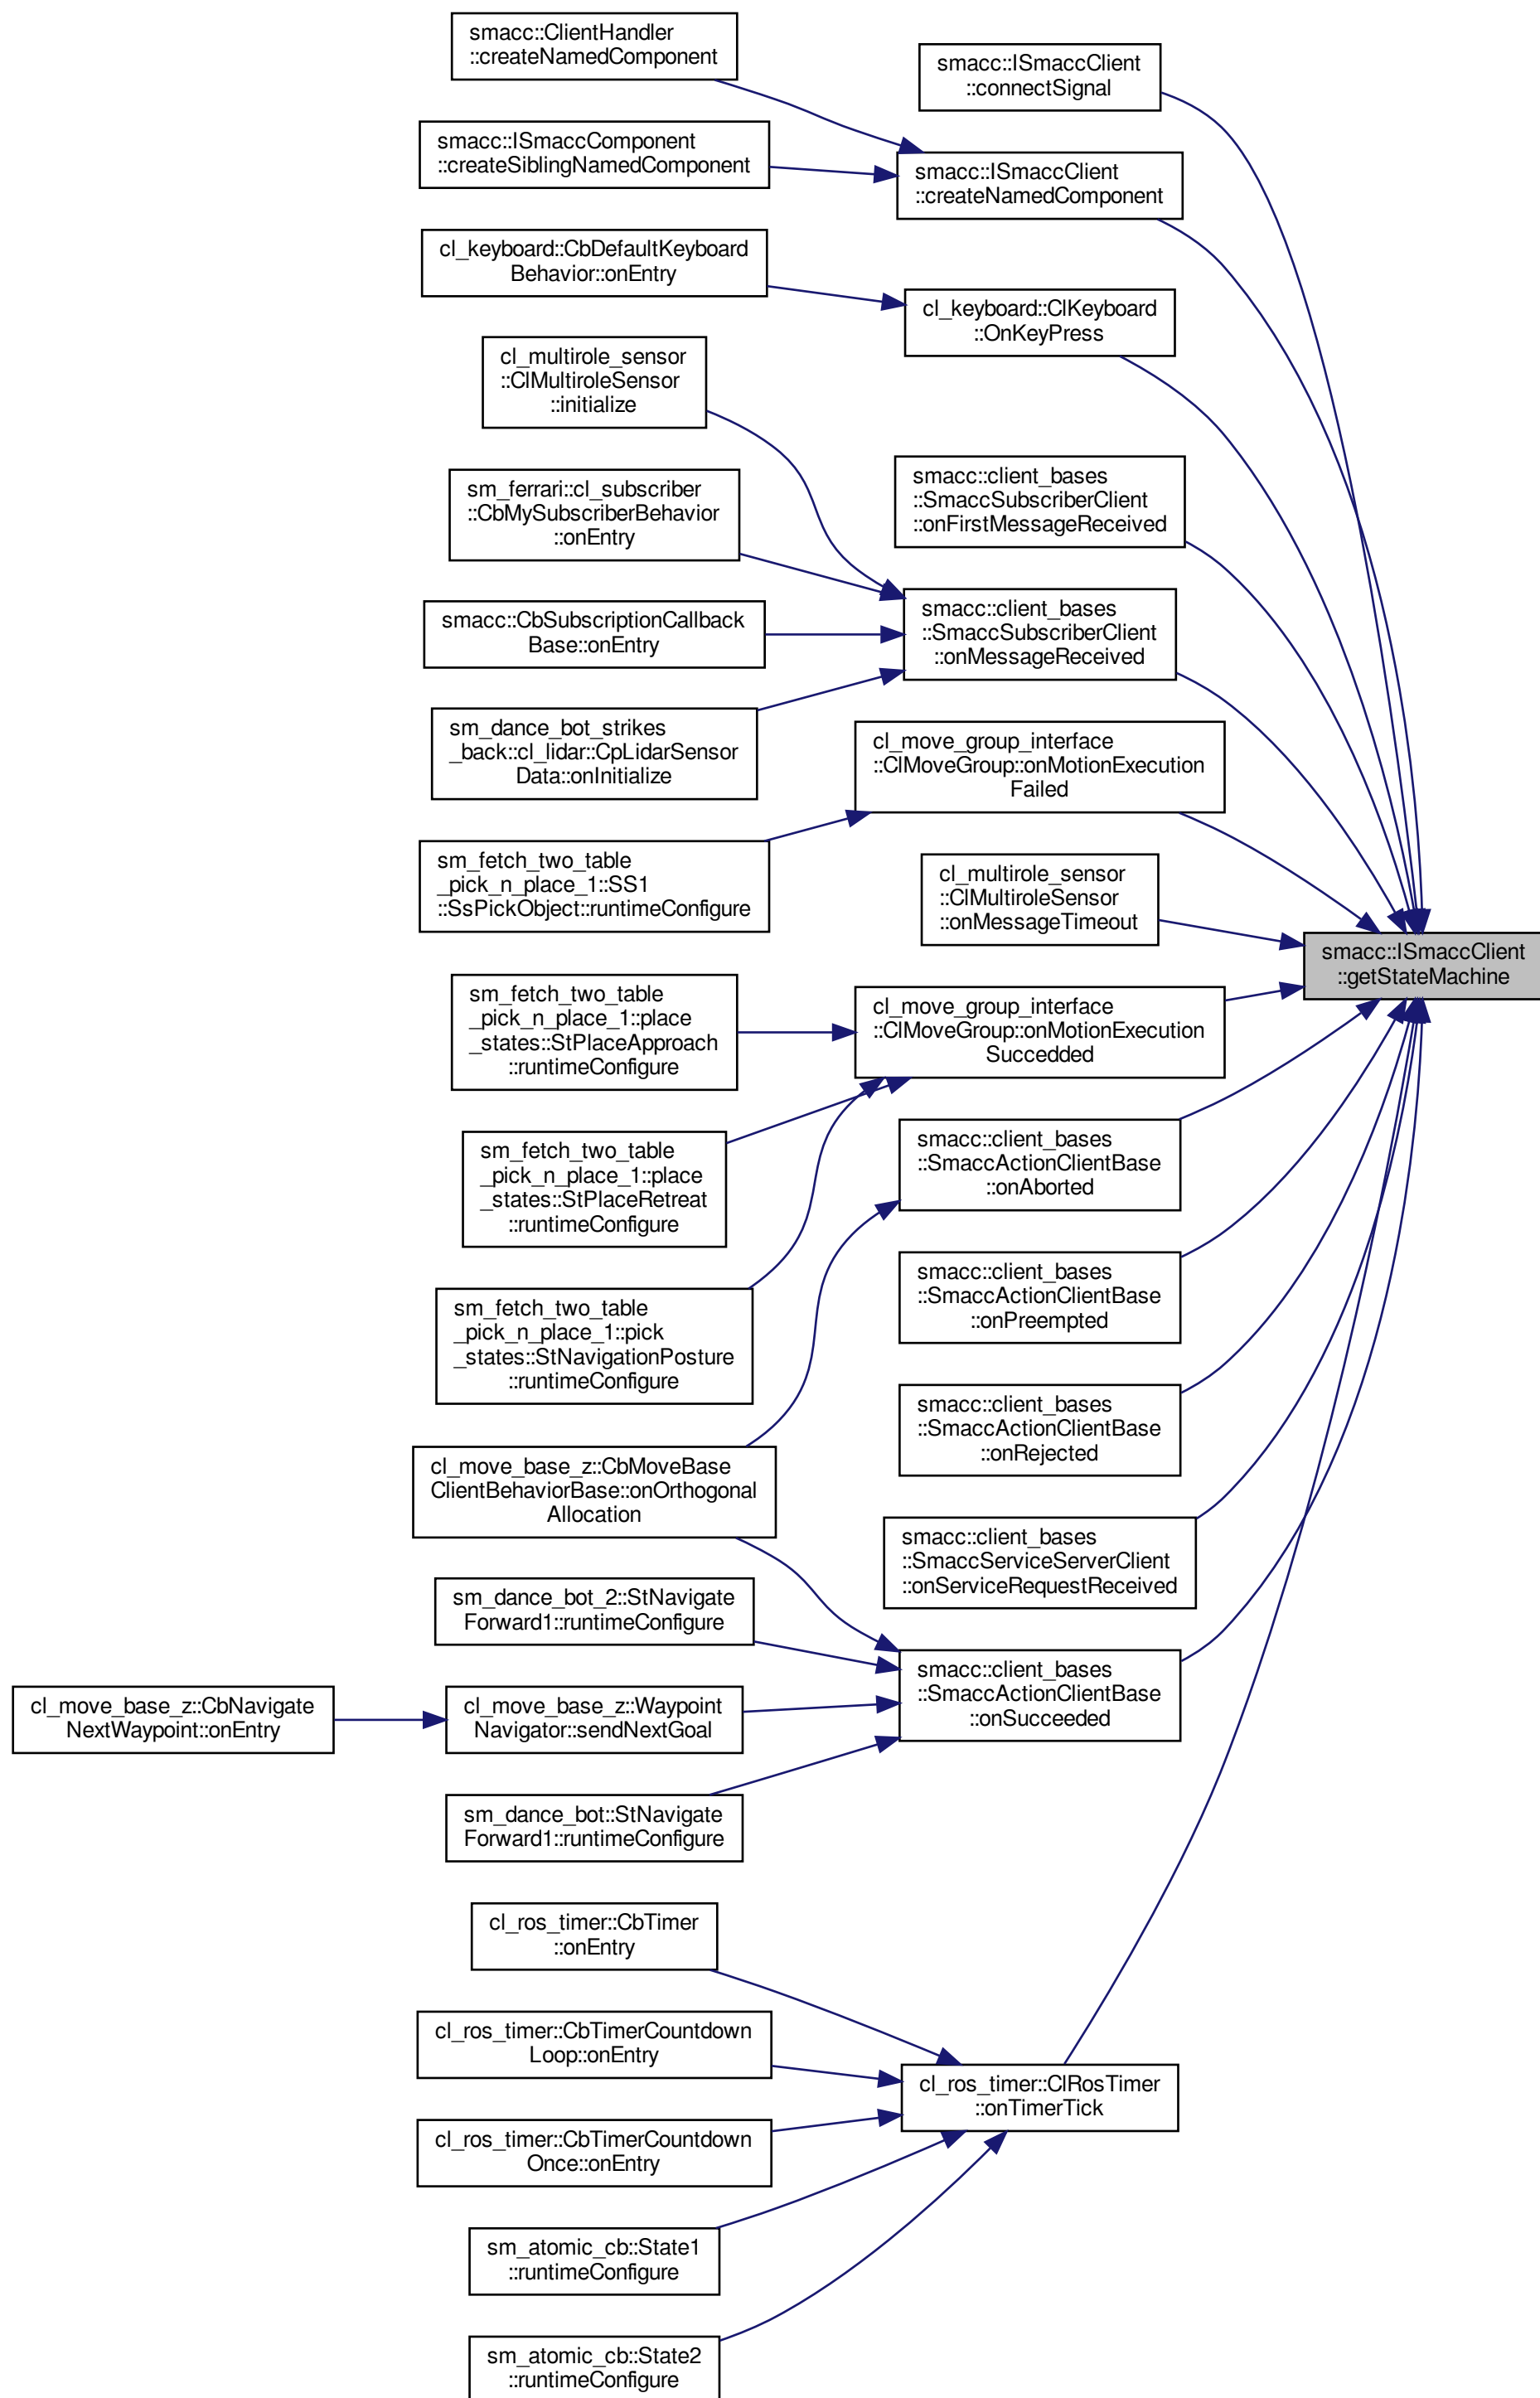 smacc::ClientHandler
::createNamedComponent
smacc::ISmaccClient
::connectSignal
smacc::ISmaccComponent
::createSiblingNamedComponent
smacc::ISmaccClient
::createNamedComponent
cl_keyboard::CbDefaultKeyboard
Behavior::onEntry
cl_keyboard::ClKeyboard
::OnKeyPress
cl_multirole_sensor
::ClMultiroleSensor
::initialize
smacc::client_bases
::SmaccSubscriberClient
::onFirstMessageReceived
sm_ferrari::cl_subscriber
::CbMySubscriberBehavior
::onEntry
smacc::client_bases
::SmaccSubscriberClient
::onMessageReceived
smacc::CbSubscriptionCallback
Base::onEntry
sm_dance_bot_strikes
_back::cl_lidar::CpLidarSensor
Data::onInitialize
cl_move_group_interface
::ClMoveGroup::onMotionExecution
Failed
sm_fetch_two_table
_pick_n_place_1::SS1
::SsPickObject::runtimeConfigure
cl_multirole_sensor
::ClMultiroleSensor
::onMessageTimeout
smacc::ISmaccClient
::getStateMachine
sm_fetch_two_table
_pick_n_place_1::place
_states::StPlaceApproach
::runtimeConfigure
cl_move_group_interface
::ClMoveGroup::onMotionExecution
Succedded
sm_fetch_two_table
_pick_n_place_1::place
_states::StPlaceRetreat
::runtimeConfigure
smacc::client_bases
::SmaccActionClientBase
::onAborted
sm_fetch_two_table
_pick_n_place_1::pick
_states::StNavigationPosture
::runtimeConfigure
smacc::client_bases
::SmaccActionClientBase
::onPreempted
smacc::client_bases
::SmaccActionClientBase
::onRejected
cl_move_base_z::CbMoveBase
ClientBehaviorBase::onOrthogonal
Allocation
smacc::client_bases
::SmaccServiceServerClient
::onServiceRequestReceived
sm_dance_bot_2::StNavigate
Forward1::runtimeConfigure
smacc::client_bases
::SmaccActionClientBase
::onSucceeded
cl_move_base_z::CbNavigate
NextWaypoint::onEntry
cl_move_base_z::Waypoint
Navigator::sendNextGoal
sm_dance_bot::StNavigate
Forward1::runtimeConfigure
cl_ros_timer::CbTimer
::onEntry
cl_ros_timer::CbTimerCountdown
Loop::onEntry
cl_ros_timer::ClRosTimer
::onTimerTick
cl_ros_timer::CbTimerCountdown
Once::onEntry
sm_atomic_cb::State1
::runtimeConfigure
sm_atomic_cb::State2
::runtimeConfigure